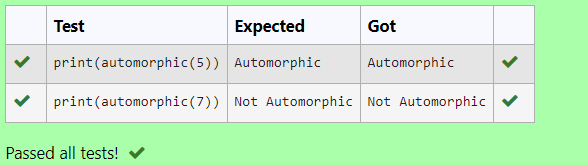 Test Expected Got
print(automorphic(5)) Automorphic Automorphic
print(automorphic(7)) Not Automorphic Not Automorphic
Passed all tests!